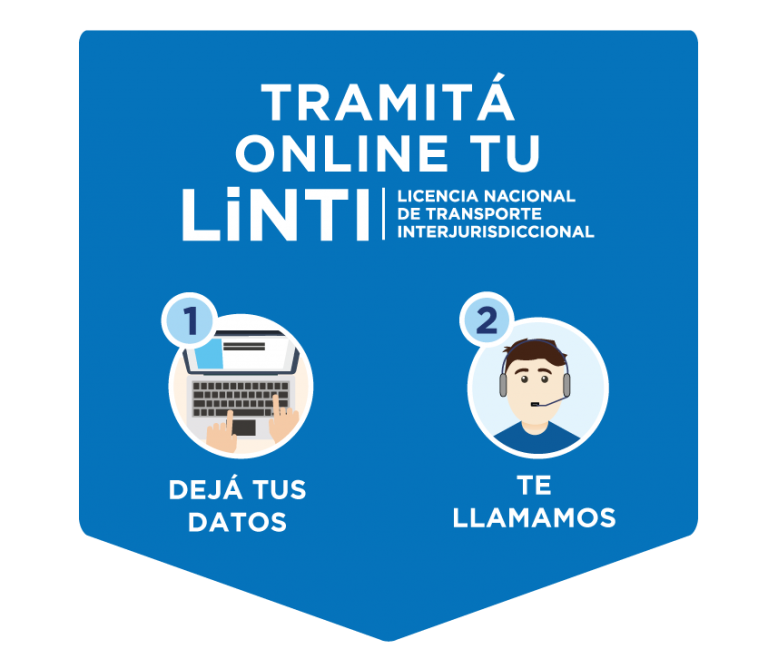 TRAMITÁ
ONLINE TU
LiNTI
LICENCIA NACIONAL
DE TRANSPORTE
INTERJURISDICCIONAL
1
2
DEJÁ TUS
DATOS
TE
LLAMAMOS